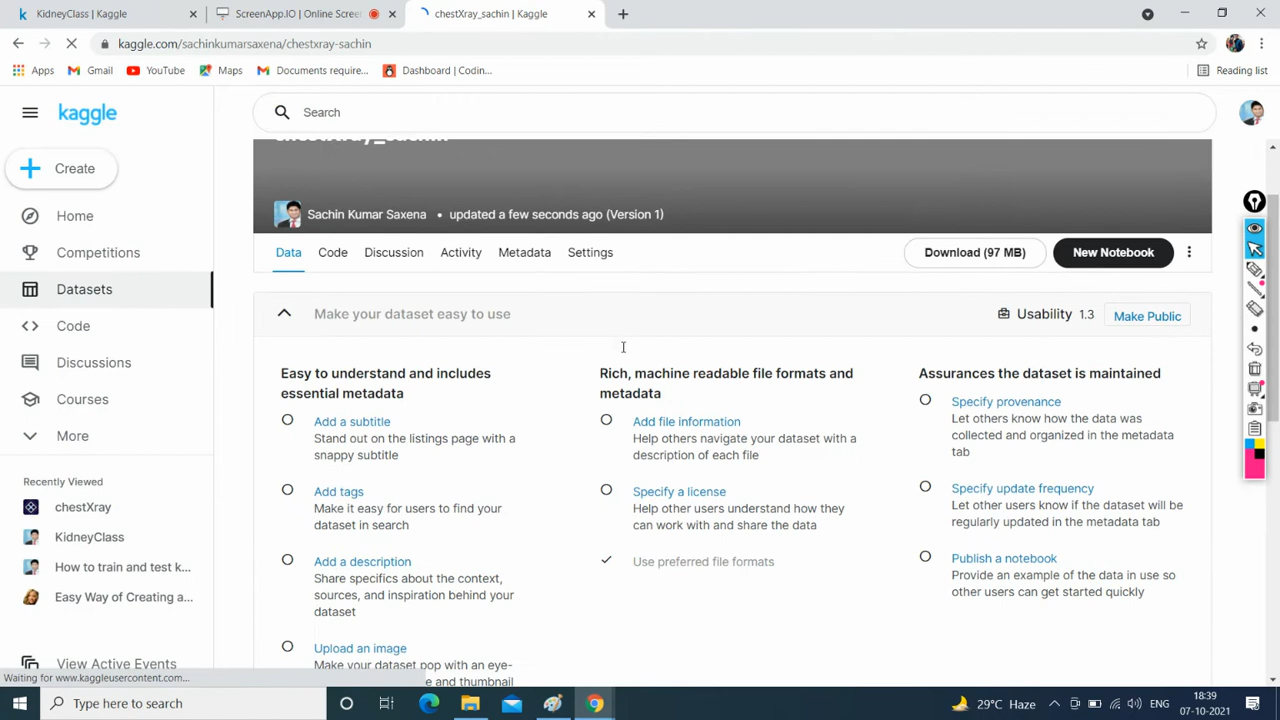 KidneyClass | Kaggle
ScreenApp.IO | Online Scree
chestXray_sachin | Kaggle
kaggle.com/sachinkumarsaxena/chestxray-sachin
Apps
Gmail
YouTube
Maps
Documents require...
Dashboard | Codin...
Reading list
kaggle
Search
Create
chestXray_sachin
Sachin Kumar Saxena • updated a few seconds ago (Version 1)
Home
Data
Code
Discussion
Activity
Metadata
Settings
Download (97 MB)
New Notebook
Competitions
Datasets
Make your dataset easy to use
Usability 1.3
Make Public
Code
Discussions
Courses
More
Recently Viewed
chestXray
KidneyClass
How to train and test k...
Easy Way of Creating a...
View Active Events
Easy to understand and includes
essential metadata
Add a subtitle
Stand out on the listings page with a
snappy subtitle
Add tags
Make it easy for users to find your
dataset in search
Add a description
Share specifics about the context,
sources, and inspiration behind your
dataset
Upload an image
Make your dataset pop with an eye-
e and thumbnail
Rich, machine readable file formats and
metadata
Add file information
Help others navigate your dataset with a
description of each file
Specify a license
Help other users understand how they
can work with and share the data
Use preferred file formats
Assurances the dataset is maintained
Specify provenance
Let others know how the data was
collected and organized in the metadata
tab
Specify update frequency
Let other users know if the dataset will be
regularly updated in the metadata tab
Publish a notebook
Provide an example of the data in use so
other users can get started quickly
Waiting for www.kaggleusercontent.com...
Type here to search
29°C Haze
ENG
18:39
07-10-2021